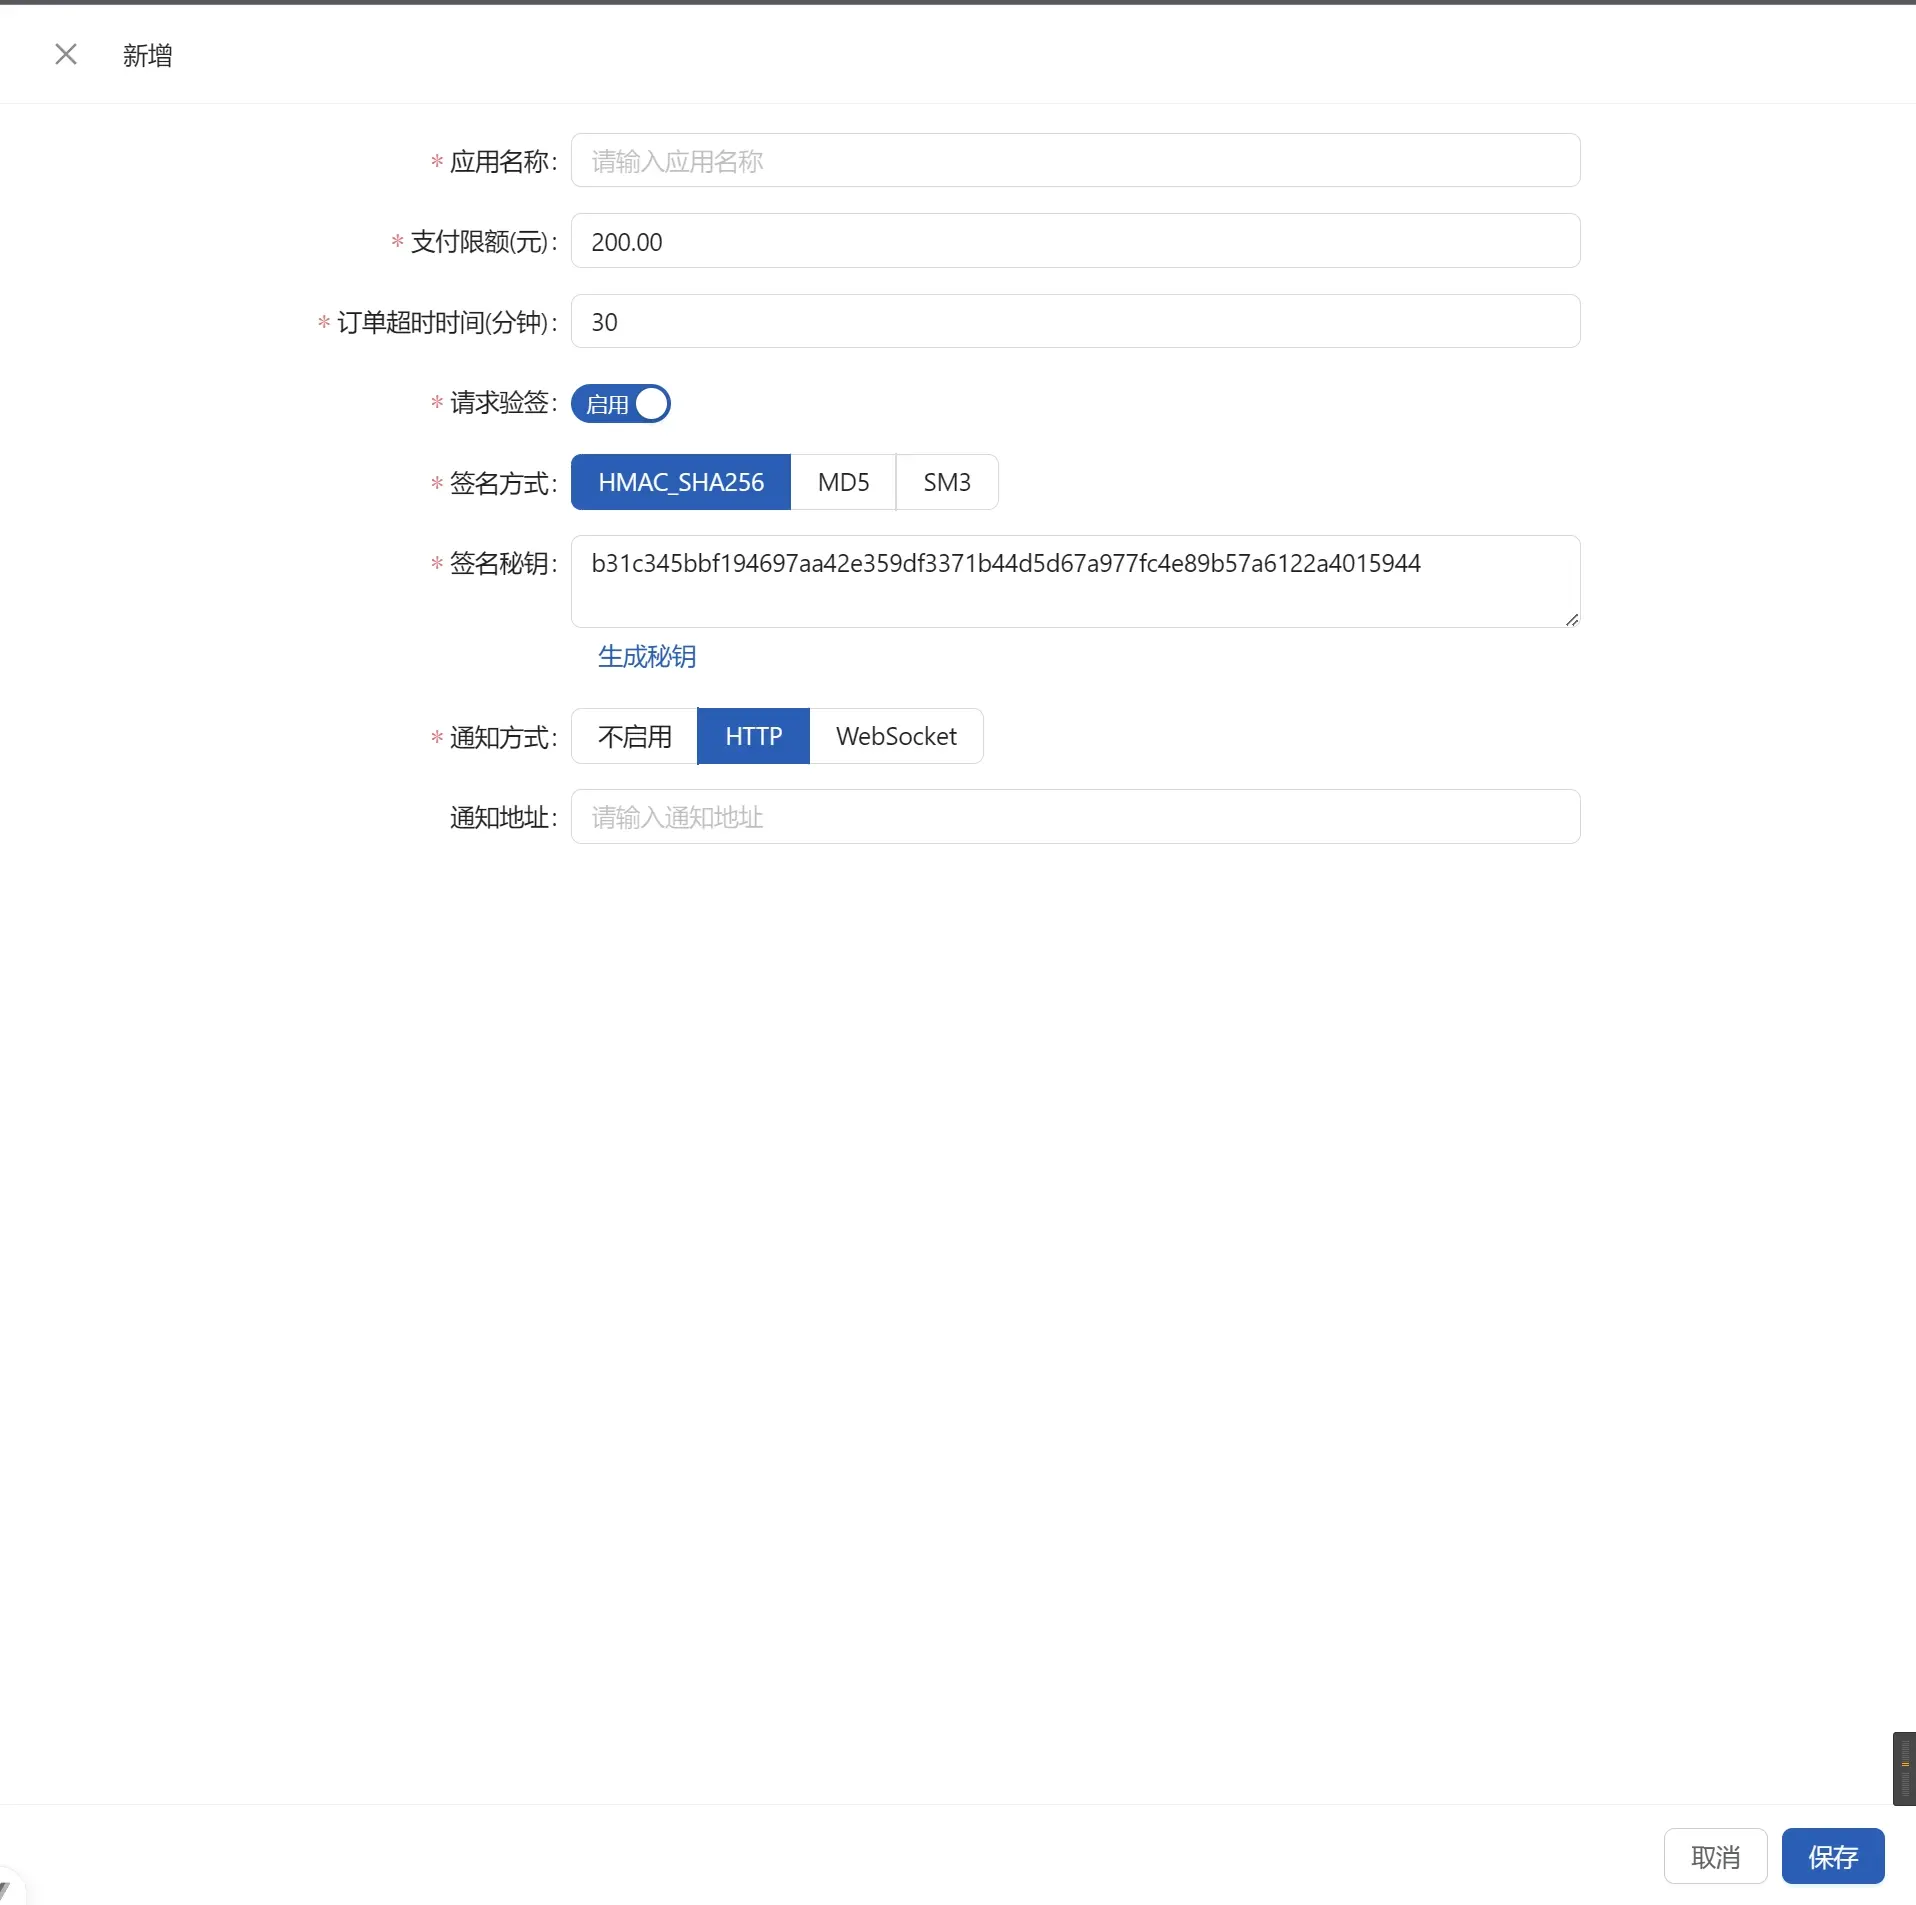 新增
* 应用名称: 请输入应用名称
* 支付限额(元): 200.00
* 订单超时时间(分钟): 30
* 请求验签: 启用
* 签名方式: HMAC_SHA256 MD5 SM3
* 签名秘钥: b31c345bbf194697aa42e359df3371b44d5d67a977fc4e89b57a6122a4015944
生成秘钥
* 通知方式: 不启用 HTTP WebSocket
通知地址: 请输入通知地址
取消 保存